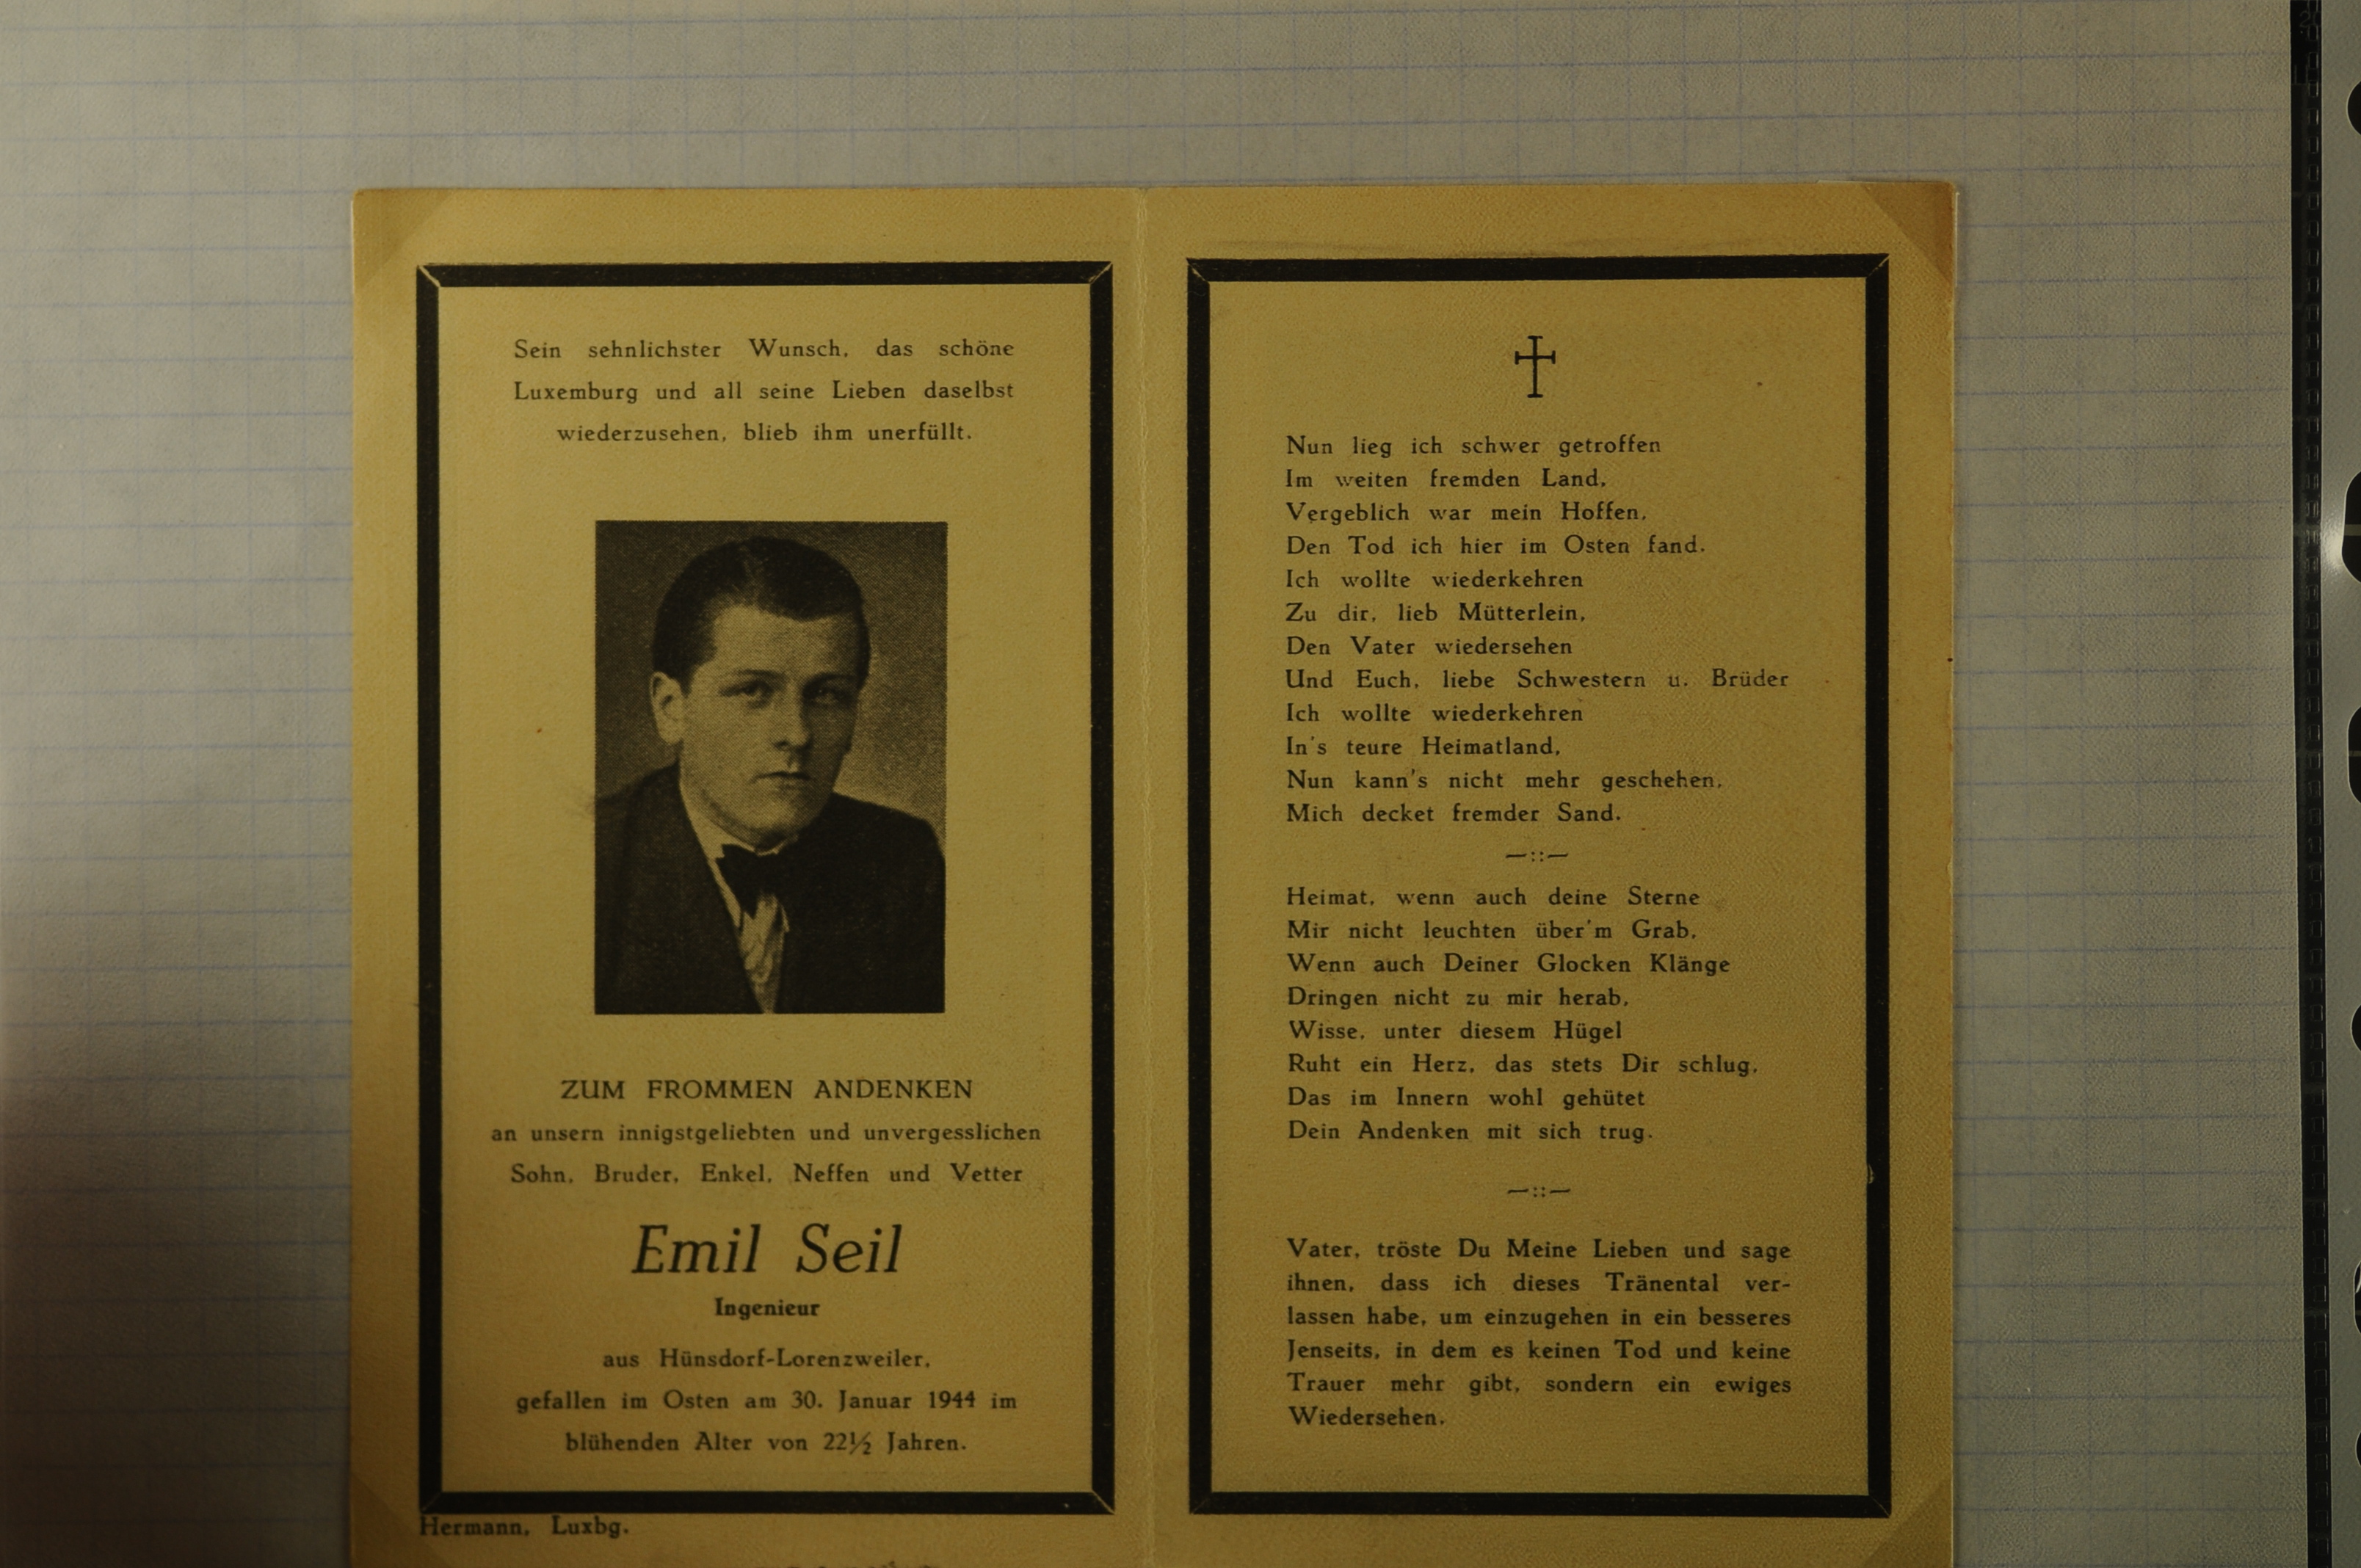 Sein sehnlichster Wunsch, das schöne
Luxemburg und all seine Lieben daselbst
wiederzusehen, blieb ihm unerfüllt.
ZUM FROMMEN ANDENKEN
an unsern innigstgeliebten und unvergesslichen
Sohn, Bruder, Enkel, Neffen und Vetter
Emil Seil
Ingenieur
aus Hünsdorf-Lorenzweiler,
gefallen im Osten am 30. Januar 1944 im
blühenden Alter von 22½ Jahren.
Hermann, Luxbg.
Nun lieg ich schwer getroffen
Im weiten fremden Land,
Vergeblich war mein Hoffen,
Den Tod ich hier im Osten fand.
Ich wollte wiederkehren
Zu dir, lieb Mütterlein,
Den Vater wiedersehen
Und Euch, liebe Schwestern u. Brüder
Ich wollte wiederkehren
In's teure Heimatland,
Nun kann's nicht mehr geschehen,
Mich decket fremder Sand.
—::—
Heimat, wenn auch deine Sterne
Mir nicht leuchten über'm Grab,
Wenn auch Deiner Glocken Klänge
Dringen nicht zu mir herab,
Wisse, unter diesem Hügel
Ruht ein Herz, das stets Dir schlug,
Das im Innern wohl gehütet
Dein Andenken mit sich trug.
—::—
Vater, tröste Du Meine Lieben und sage
ihnen, dass ich dieses Tränental ver-
lassen habe, um einzugehen in ein besseres
Jenseits, in dem es keinen Tod und keine
Trauer mehr gibt, sondern ein ewiges
Wiedersehen.